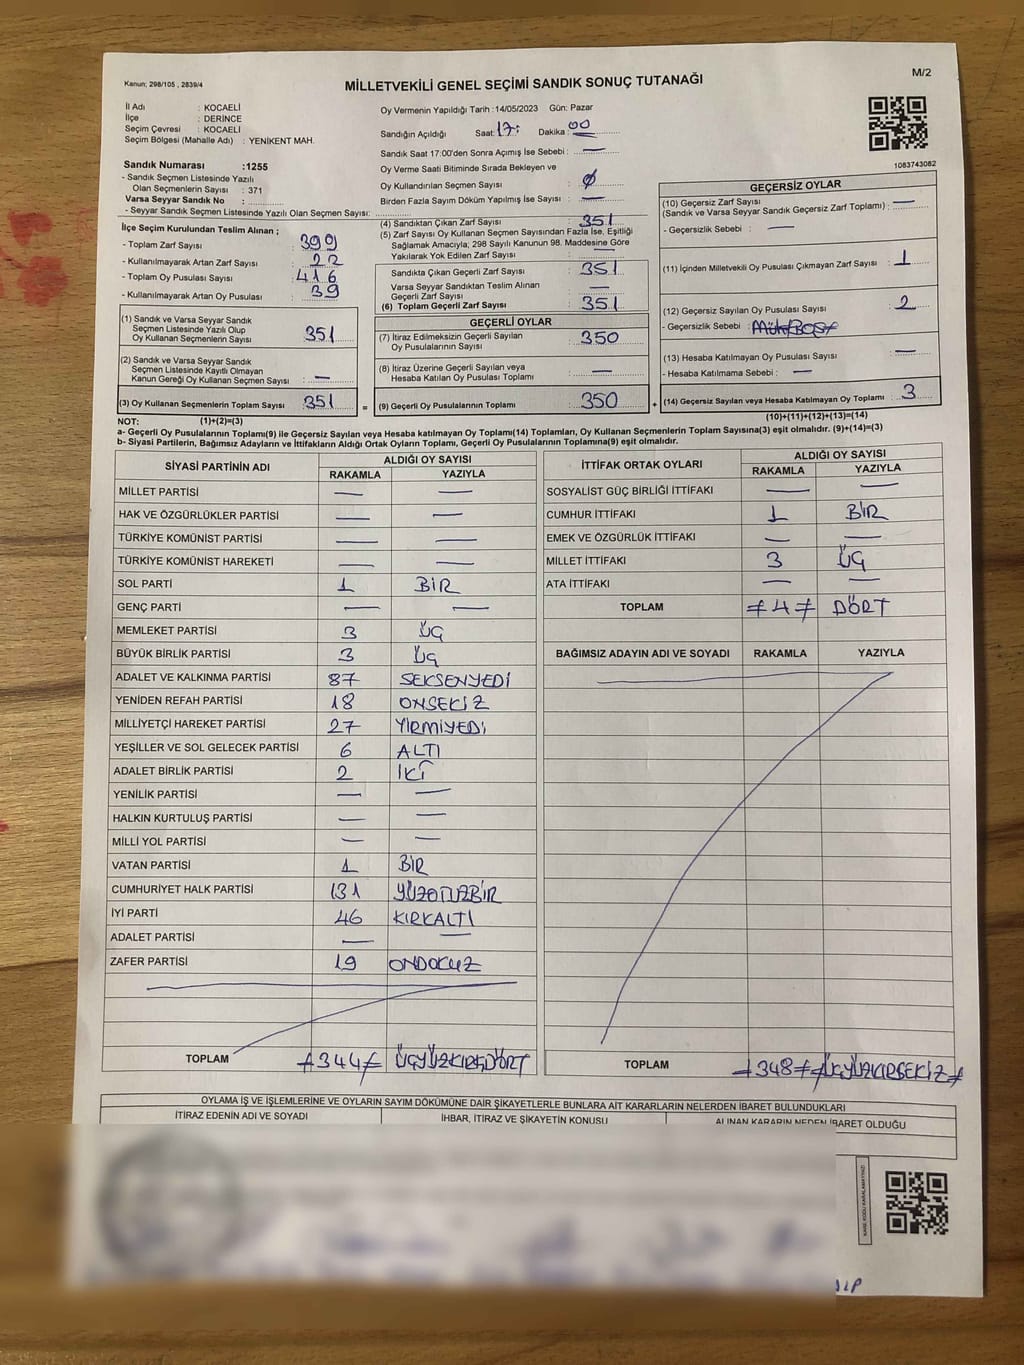 M/2
Kanun: 298/105 , 2839/4
MİLLETVEKİLİ GENEL SEÇİMİ SANDIK SONUÇ TUTANAĞI
İl Adı : KOCAELİ
İlçe : DERİNCE
Seçim Çevresi : KOCAELİ
Seçim Bölgesi (Mahalle Adı) : YENİKENT MAH.
Sandık Numarası :1255
- Sandık Seçmen Listesinde Yazılı
Olan Seçmenlerin Sayısı : 371
Varsa Seyyar Sandık No :
- Seyyar Sandık Seçmen Listesinde Yazılı Olan Seçmen Sayısı:
Oy Vermenin Yapıldığı Tarih :14/05/2023 Gün: Pazar
Sandığın Açıldığı Saat: 17: Dakika : 00
Sandık Saat 17:00'den Sonra Açımış İse Sebebi : —
Oy Verme Saati Bitiminde Sırada Bekleyen ve
Oy Kullandırılan Seçmen Sayısı : ø
Birden Fazla Sayım Döküm Yapılmış İse Sayısı : —
1083743082
İlçe Seçim Kurulundan Teslim Alınan ;
- Toplam Zarf Sayısı : 399
- Kullanılmayarak Artan Zarf Sayısı : 22
- Toplam Oy Pusulası Sayısı : 416
- Kullanılmayarak Artan Oy Pusulası : 39
(1) Sandık ve Varsa Seyyar Sandık
Seçmen Listesinde Yazılı Olup
Oy Kullanan Seçmenlerin Sayısı : 351
(2) Sandık ve Varsa Seyyar Sandık
Seçmen Listesinde Kayıtlı Olmayan
Kanun Gereği Oy Kullanan Seçmen Sayısı : —
(3) Oy Kullanan Seçmenlerin Toplam Sayısı : 351
(4) Sandıktan Çıkan Zarf Sayısı : 351
(5) Zarf Sayısı Oy Kullanan Seçmen Sayısından Fazla İse, Eşitliği
Sağlamak Amacıyla; 298 Sayılı Kanunun 98. Maddesine Göre
Yakılarak Yok Edilen Zarf Sayısı : —
Sandıkta Çıkan Geçerli Zarf Sayısı : 351
Varsa Seyyar Sandıktan Teslim Alınan
Geçerli Zarf Sayısı : —
(6) Toplam Geçerli Zarf Sayısı : 351
GEÇERLİ OYLAR
(7) İtiraz Edilmeksizin Geçerli Sayılan
Oy Pusulalarının Sayısı : 350
(8) İtiraz Üzerine Geçerli Sayılan veya
Hesaba Katılan Oy Pusulası Toplamı : —
= (9) Geçerli Oy Pusulalarının Toplamı : 350
GEÇERSİZ OYLAR
(10) Geçersiz Zarf Sayısı
(Sandık ve Varsa Seyyar Sandık Geçersiz Zarf Toplamı) : —
- Geçersizlik Sebebi : —
(11) İçinden Milletvekili Oy Pusulası Çıkmayan Zarf Sayısı : 1
(12) Geçersiz Sayılan Oy Pusulası Sayısı : 2
- Geçersizlik Sebebi :
(13) Hesaba Katılmayan Oy Pusulası Sayısı : —
- Hesaba Katılmama Sebebi : —
+ (14) Geçersiz Sayılan veya Hesaba Katılmayan Oy Toplamı : 3
NOT: (1)+(2)=(3) (10)+(11)+(12)+(13)=(14)
a- Geçerli Oy Pusulalarının Toplamı(9) ile Geçersiz Sayılan veya Hesaba Katılmayan Oy Toplamı(14) Toplamları, Oy Kullanan Seçmenlerin Toplam Sayısına(3) eşit olmalıdır. (9)+(14)=(3)
b- Siyasi Partilerin, Bağımsız Adayların ve İttifakların Aldığı Ortak Oyların Toplamı, Geçerli Oy Pusulalarının Toplamına(9) eşit olmalıdır.
SİYASİ PARTİNİN ADI ALDIĞI OY SAYISI
RAKAMLA YAZIYLA
MİLLET PARTİSİ — —
HAK VE ÖZGÜRLÜKLER PARTİSİ — —
TÜRKİYE KOMÜNİST PARTİSİ — —
TÜRKİYE KOMÜNİST HAREKETİ — —
SOL PARTİ 1 BİR
GENÇ PARTİ — —
MEMLEKET PARTİSİ 3 ÜÇ
BÜYÜK BİRLİK PARTİSİ 3 ÜÇ
ADALET VE KALKINMA PARTİSİ 87 SEKSENYEDİ
YENİDEN REFAH PARTİSİ 18 ONSEKİZ
MİLLİYETÇİ HAREKET PARTİSİ 27 YİRMİYEDİ
YEŞİLLER VE SOL GELECEK PARTİSİ 6 ALTI
ADALET BİRLİK PARTİSİ 2 İKİ
YENİLİK PARTİSİ — —
HALKIN KURTULUŞ PARTİSİ — —
MİLLİ YOL PARTİSİ — —
VATAN PARTİSİ 1 BİR
CUMHURİYET HALK PARTİSİ 131 YÜZOTUZBİR
İYİ PARTİ 46 KIRKALTI
ADALET PARTİSİ — —
ZAFER PARTİSİ 19 ONDOKUZ
TOPLAM ≠344≠ ÜÇYÜZKIRKDÖRT
İTTİFAK ORTAK OYLARI ALDIĞI OY SAYISI
RAKAMLA YAZIYLA
SOSYALİST GÜÇ BİRLİĞİ İTTİFAKI — —
CUMHUR İTTİFAKI 1 BİR
EMEK VE ÖZGÜRLÜK İTTİFAKI — —
MİLLET İTTİFAKI 3 ÜÇ
ATA İTTİFAKI — —
TOPLAM ≠4≠ DÖRT
BAĞIMSIZ ADAYIN ADI VE SOYADI RAKAMLA YAZIYLA
TOPLAM ≠348≠ ≠ÜÇYÜZKIRSEKİZ≠
OYLAMA İŞ VE İŞLEMLERİNE VE OYLARIN SAYIM DÖKÜMÜNE DAİR ŞİKAYETLERLE BUNLARA AİT KARARLARIN NELERDEN İBARET BULUNDUKLARI
İTİRAZ EDENİN ADI VE SOYADI İHBAR, İTİRAZ VE ŞİKAYETİN KONUSU ALINAN KARARIN NEDEN İBARET OLDUĞU
KARE KODU KARALAMAYINIZ!